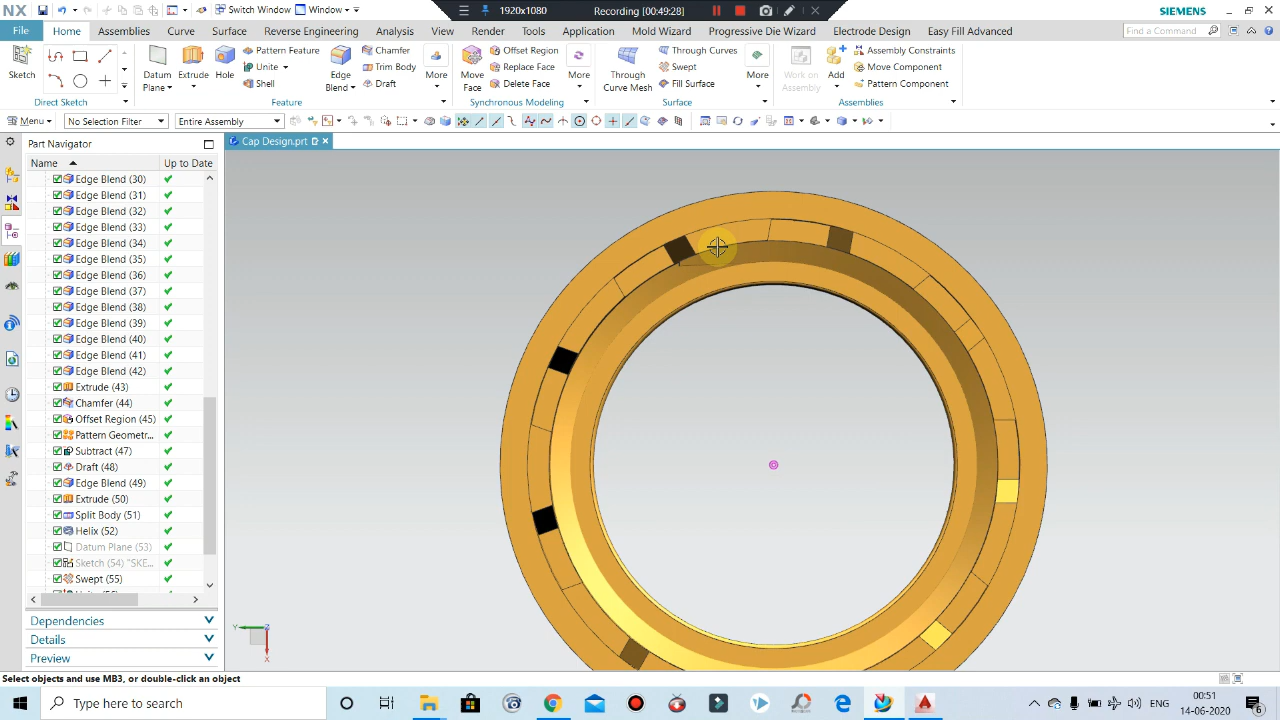 NX
Switch Window
Window
1920x1080
Recording [00:49:28]
SIEMENS
File
Home
Assemblies
Curve
Surface
Reverse Engineering
Analysis
View
Render
Tools
Application
Mold Wizard
Progressive Die Wizard
Electrode Design
Easy Fill Advanced
Find a Command
Sketch
Direct Sketch
Datum Plane
Extrude
Hole
Pattern Feature
Unite
Shell
Edge Blend
Chamfer
Trim Body
Draft
More
Feature
Move Face
Offset Region
Replace Face
Delete Face
More
Synchronous Modeling
Through Curve Mesh
Through Curves
Swept
Fill Surface
More
Surface
Work on Assembly
Add
Assembly Constraints
Move Component
Pattern Component
Assemblies
Menu
No Selection Filter
Entire Assembly
Part Navigator
Cap Design.prt
Name
Up to Date
Edge Blend (30)
Edge Blend (31)
Edge Blend (32)
Edge Blend (33)
Edge Blend (34)
Edge Blend (35)
Edge Blend (36)
Edge Blend (37)
Edge Blend (38)
Edge Blend (39)
Edge Blend (40)
Edge Blend (41)
Edge Blend (42)
Extrude (43)
Chamfer (44)
Offset Region (45)
Pattern Geometr...
Subtract (47)
Draft (48)
Edge Blend (49)
Extrude (50)
Split Body (51)
Helix (52)
Datum Plane (53)
Sketch (54) "SKE...
Swept (55)
Dependencies
Details
Preview
Y
Z
X
Select objects and use MB3, or double-click an object
Type here to search
ENG
00:51
14-06-2020
6